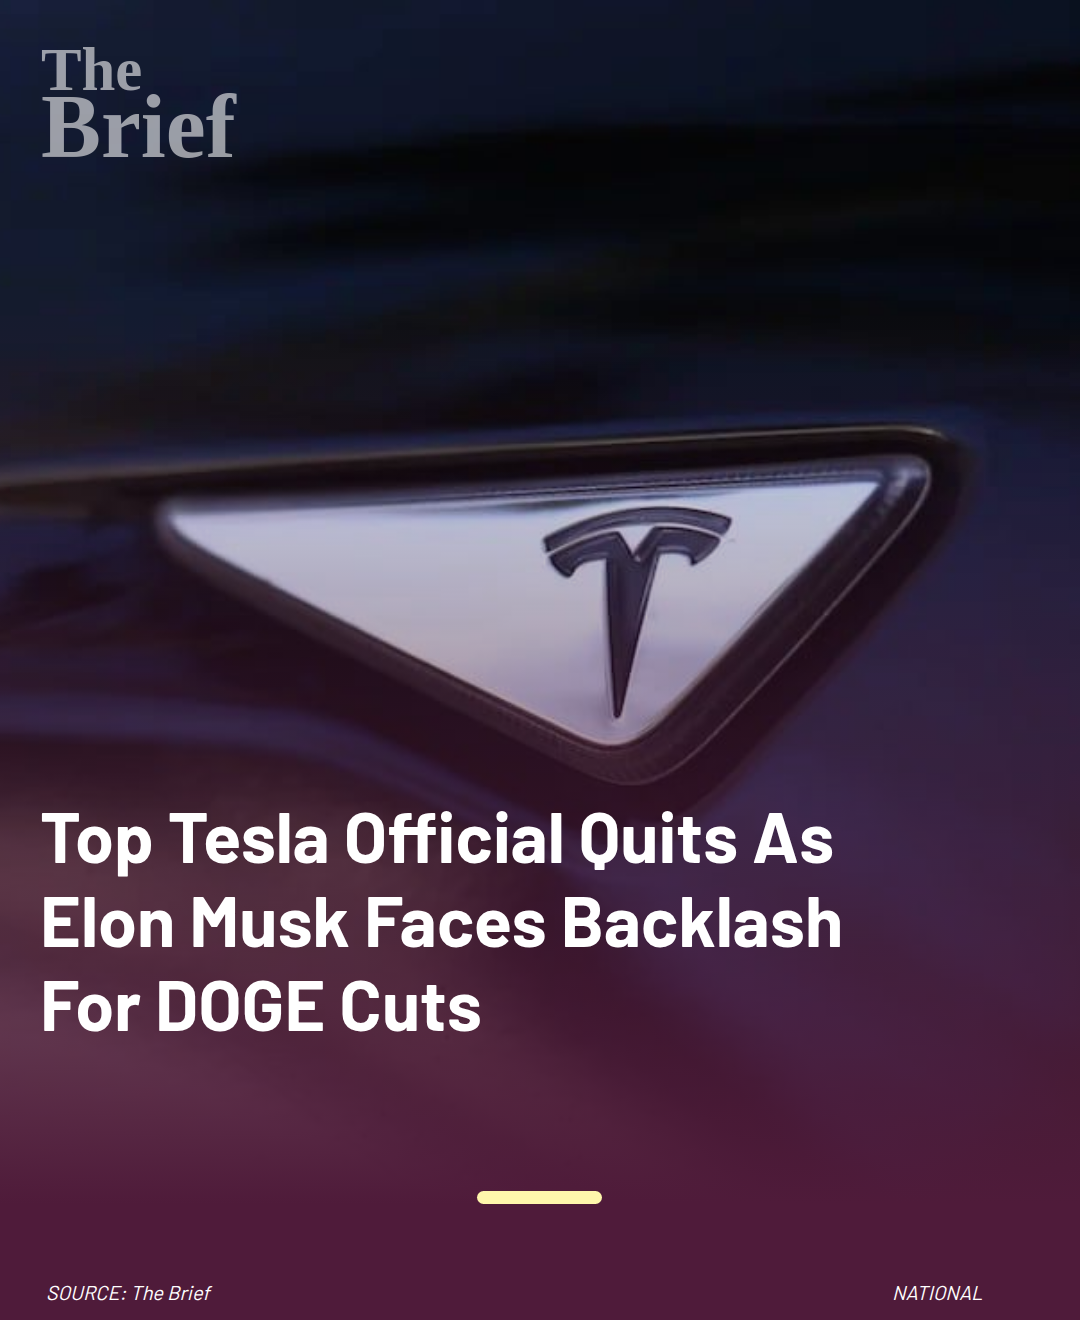 The
Brief
Top Tesla Official Quits As
Elon Musk Faces Backlash
For DOGE Cuts
SOURCE: The Brief
NATIONAL